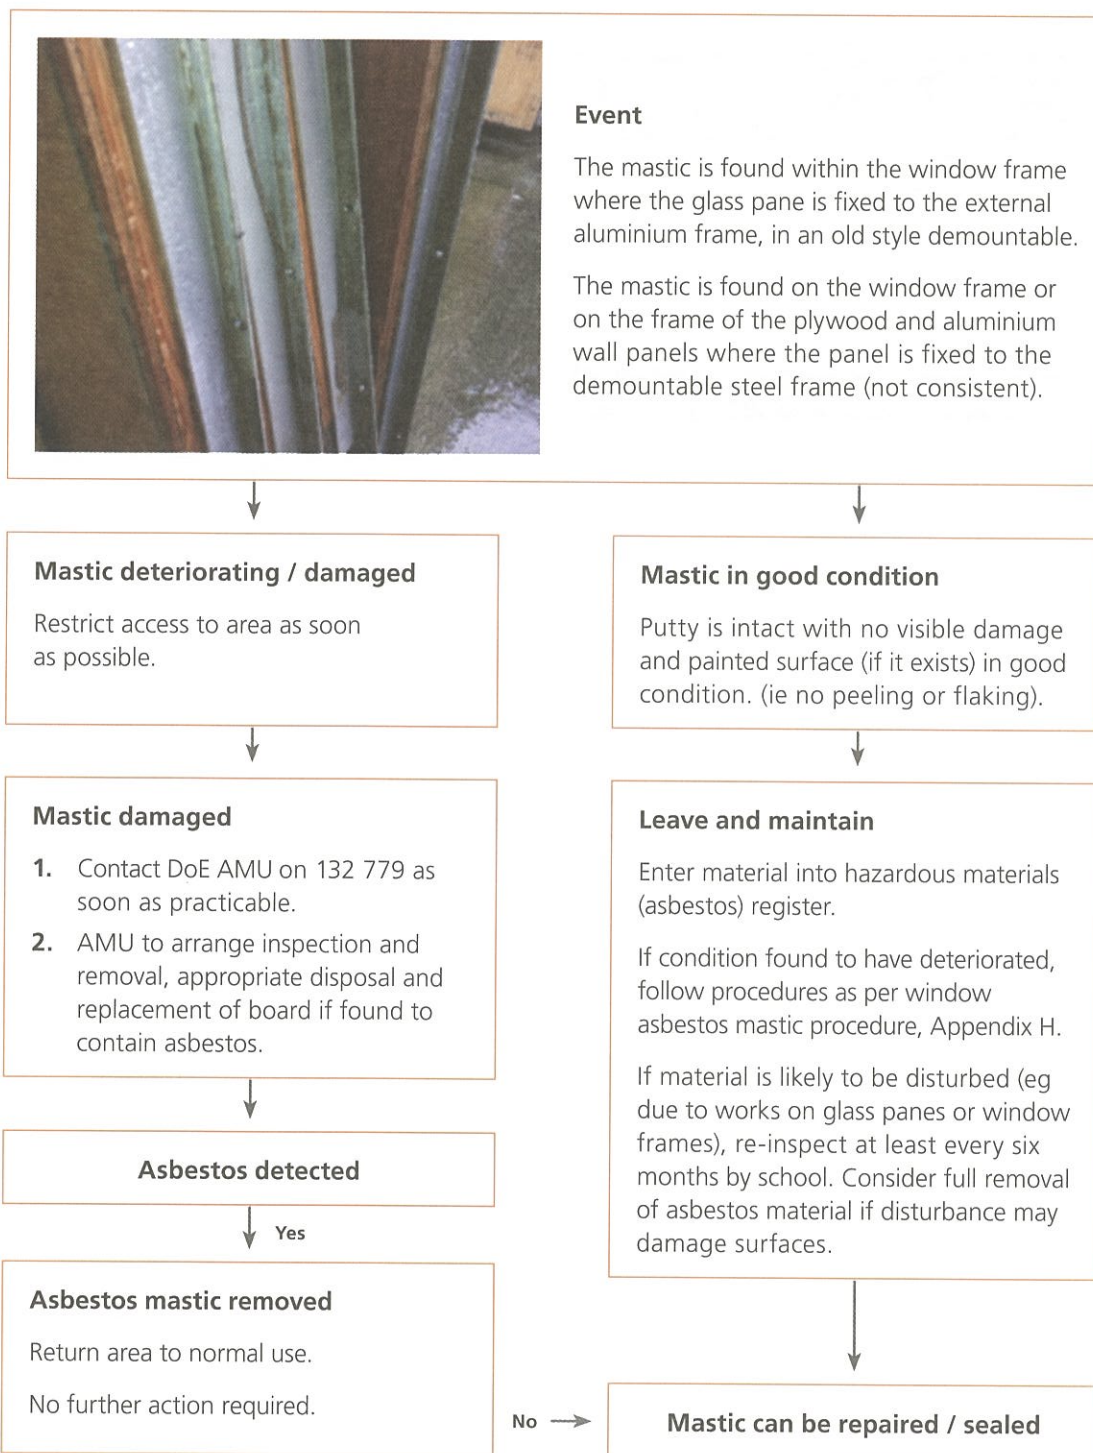 Event
The mastic is found within the window frame
where the glass pane is fixed to the external
aluminium frame, in an old style demountable.
The mastic is found on the window frame or
on the frame of the plywood and aluminium
wall panels where the panel is fixed to the
demountable steel frame (not consistent).
Mastic deteriorating / damaged
Restrict access to area as soon
as possible.
Mastic damaged
1. Contact DoE AMU on 132 779 as
soon as practicable.
2. AMU to arrange inspection and
removal, appropriate disposal and
replacement of board if found to
contain asbestos.
Asbestos detected
Yes
Asbestos mastic removed
Return area to normal use.
No further action required.
Mastic in good condition
Putty is intact with no visible damage
and painted surface (if it exists) in good
condition. (ie no peeling or flaking).
Leave and maintain
Enter material into hazardous materials
(asbestos) register.
If condition found to have deteriorated,
follow procedures as per window
asbestos mastic procedure, Appendix H.
If material is likely to be disturbed (eg
due to works on glass panes or window
frames), re-inspect at least every six
months by school. Consider full removal
of asbestos material if disturbance may
damage surfaces.
No
Mastic can be repaired / sealed